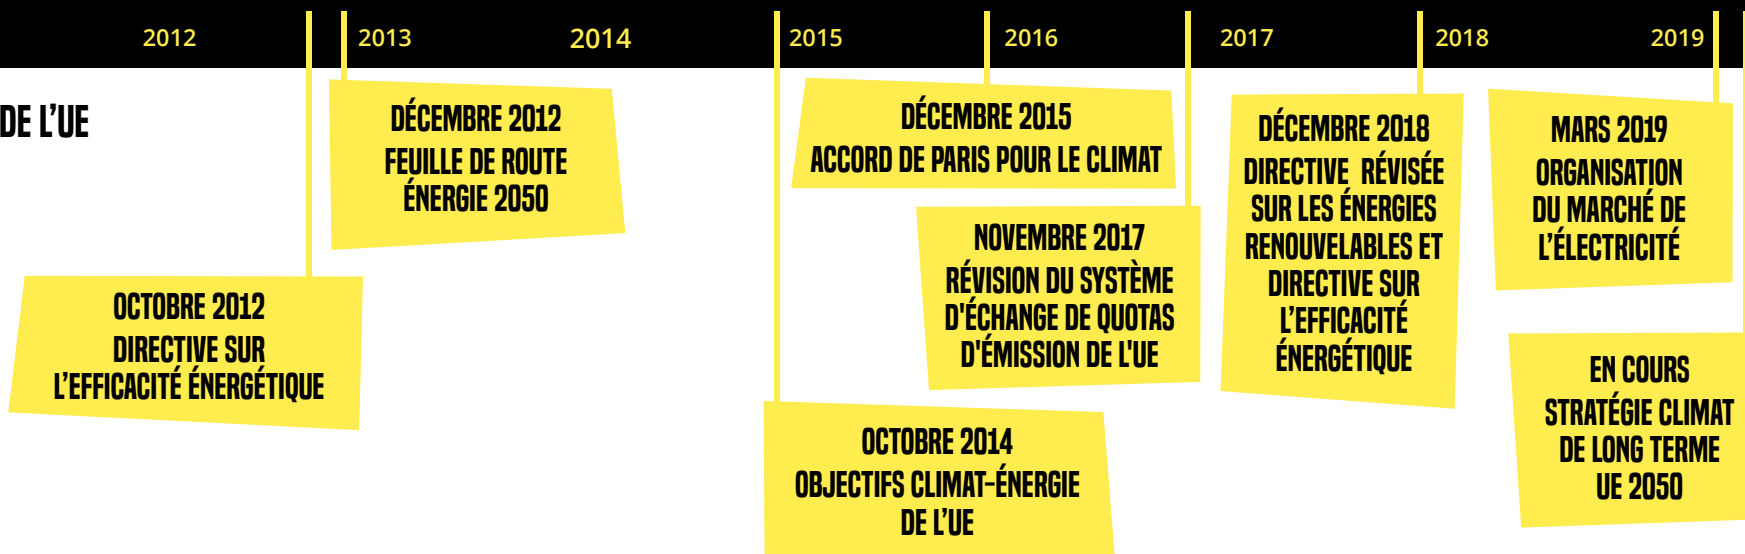 2012 2013 2014 2015 2016 2017 2018 2019
DE L’UE
DÉCEMBRE 2012
FEUILLE DE ROUTE
ÉNERGIE 2050
OCTOBRE 2012
DIRECTIVE SUR
L’EFFICACITÉ ÉNERGÉTIQUE
DÉCEMBRE 2015
ACCORD DE PARIS POUR LE CLIMAT
NOVEMBRE 2017
RÉVISION DU SYSTÈME
D'ÉCHANGE DE QUOTAS
D'ÉMISSION DE L'UE
OCTOBRE 2014
OBJECTIFS CLIMAT-ÉNERGIE
DE L’UE
DÉCEMBRE 2018
DIRECTIVE RÉVISÉE
SUR LES ÉNERGIES
RENOUVELABLES ET
DIRECTIVE SUR
L’EFFICACITÉ
ÉNERGÉTIQUE
MARS 2019
ORGANISATION
DU MARCHÉ DE
L’ÉLECTRICITÉ
EN COURS
STRATÉGIE CLIMAT
DE LONG TERME
UE 2050